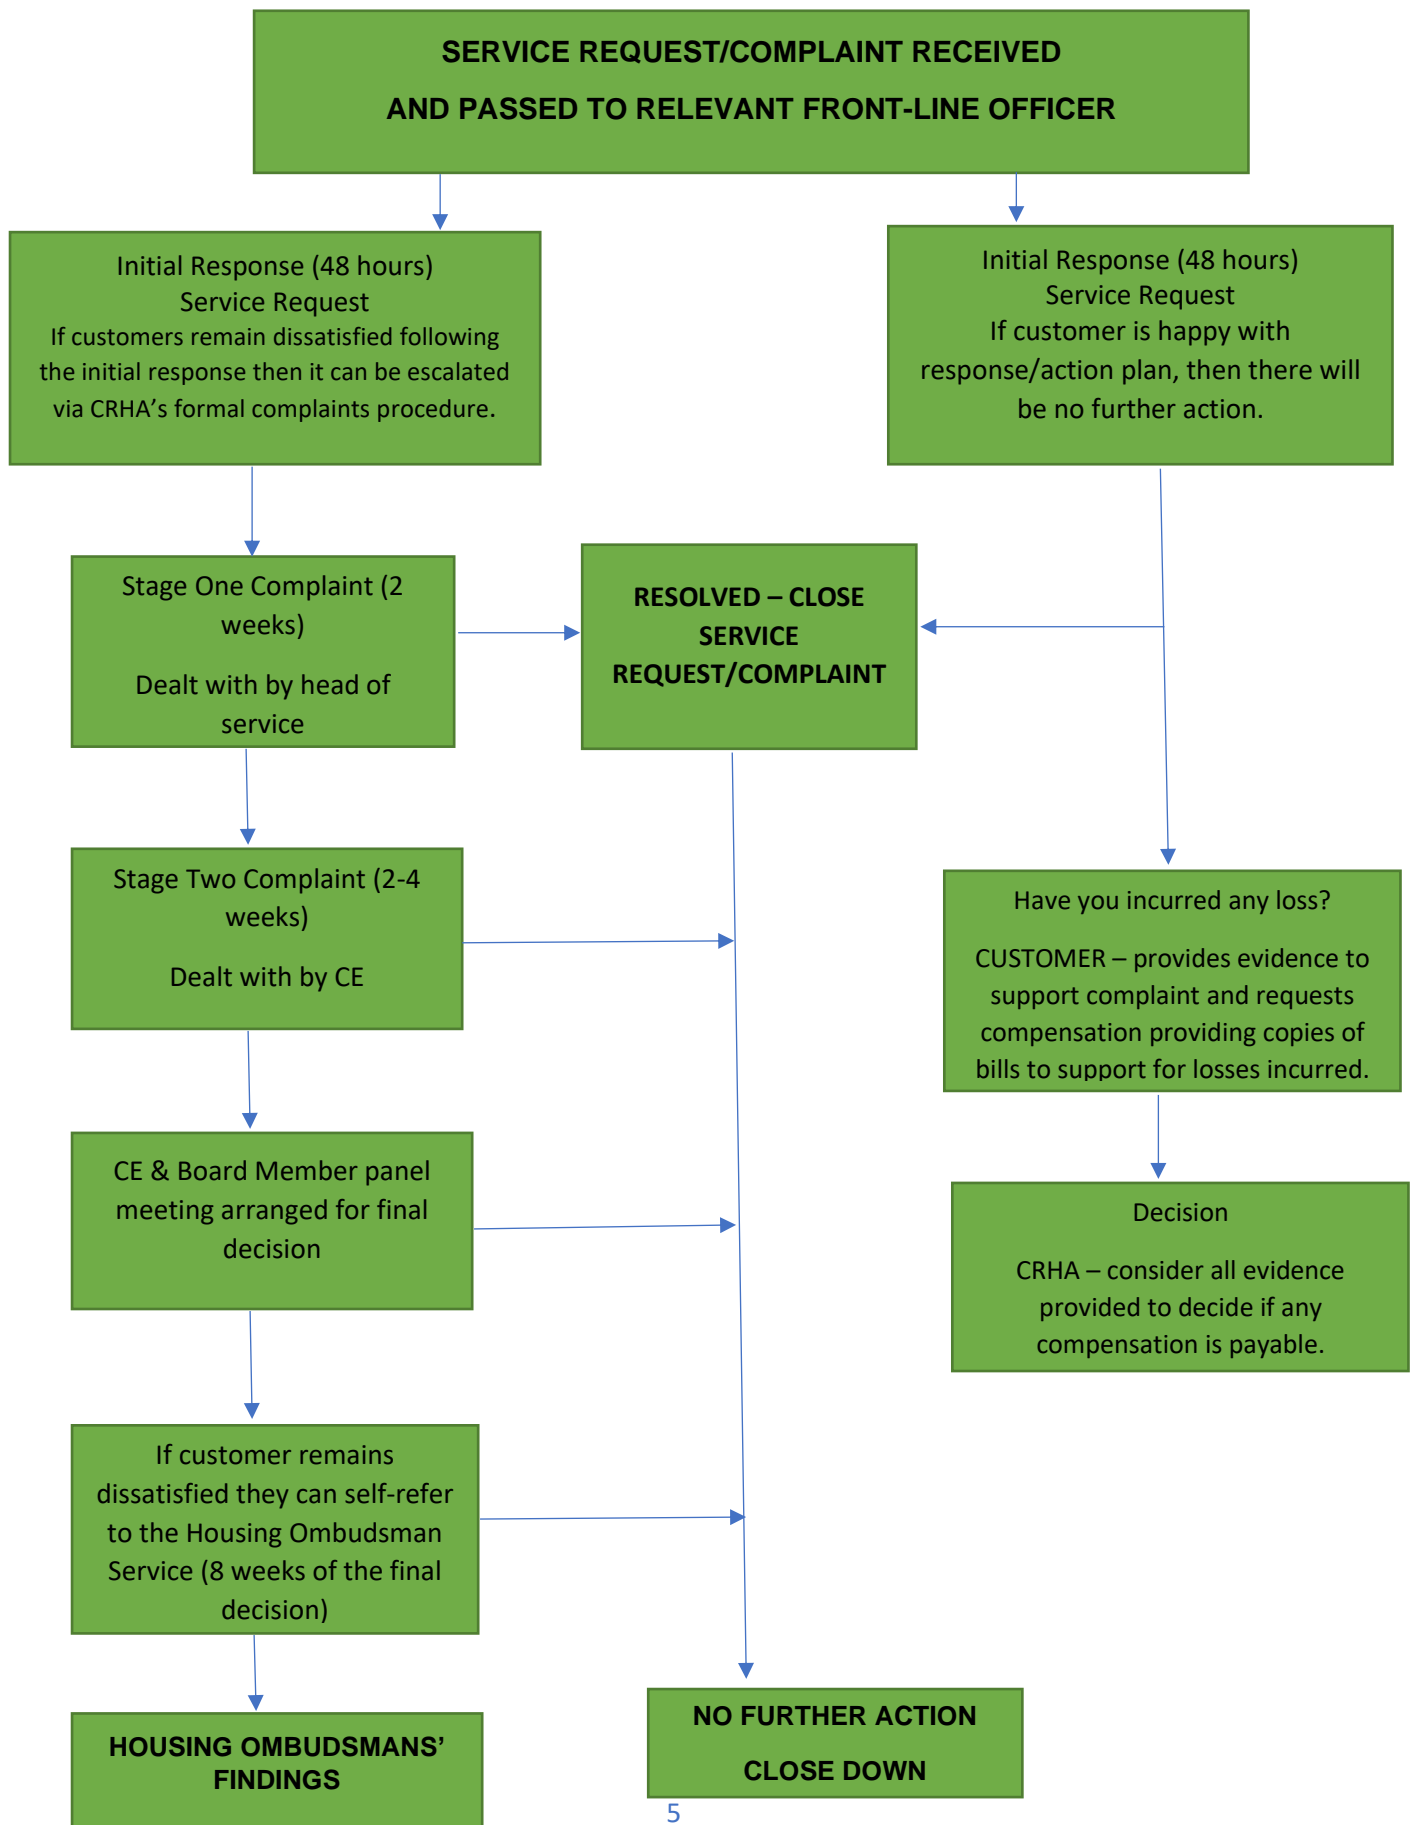 SERVICE REQUEST/COMPLAINT RECEIVED
AND PASSED TO RELEVANT FRONT-LINE OFFICER
Initial Response (48 hours)
Service Request
If customers remain dissatisfied following
the initial response then it can be escalated
via CRHA’s formal complaints procedure.
Initial Response (48 hours)
Service Request
If customer is happy with
response/action plan, then there will
be no further action.
Stage One Complaint (2
weeks)
Dealt with by head of
service
RESOLVED – CLOSE
SERVICE
REQUEST/COMPLAINT
Stage Two Complaint (2-4
weeks)
Dealt with by CE
Have you incurred any loss?
CUSTOMER – provides evidence to
support complaint and requests
compensation providing copies of
bills to support for losses incurred.
CE & Board Member panel
meeting arranged for final
decision
Decision
CRHA – consider all evidence
provided to decide if any
compensation is payable.
If customer remains
dissatisfied they can self-refer
to the Housing Ombudsman
Service (8 weeks of the final
decision)
HOUSING OMBUDSMANS’
FINDINGS
NO FURTHER ACTION
CLOSE DOWN
5